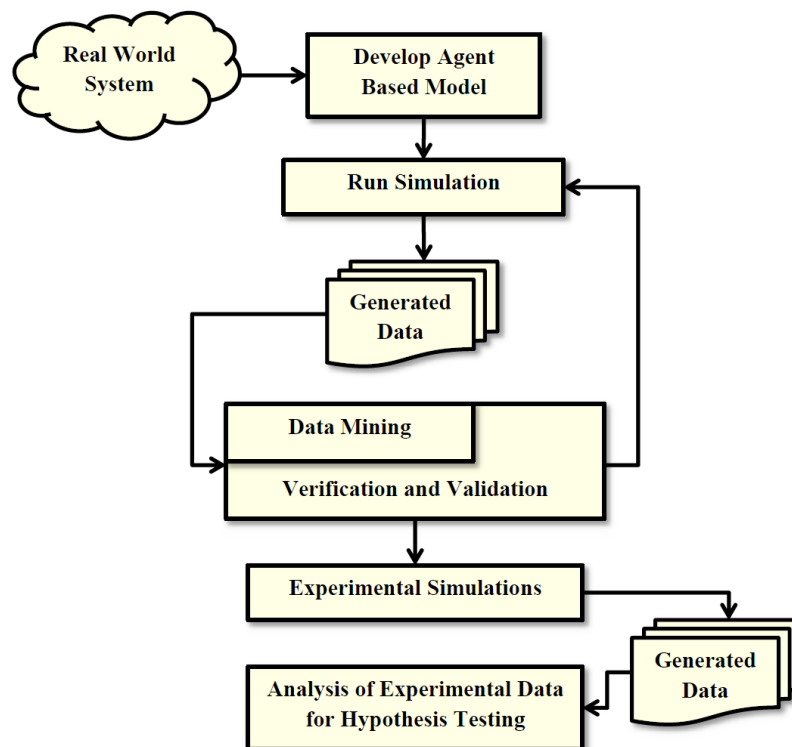 Real World
System
Develop Agent
Based Model
Run Simulation
Generated
Data
Data Mining
Verification and Validation
Experimental Simulations
Generated
Data
Analysis of Experimental Data
for Hypothesis Testing